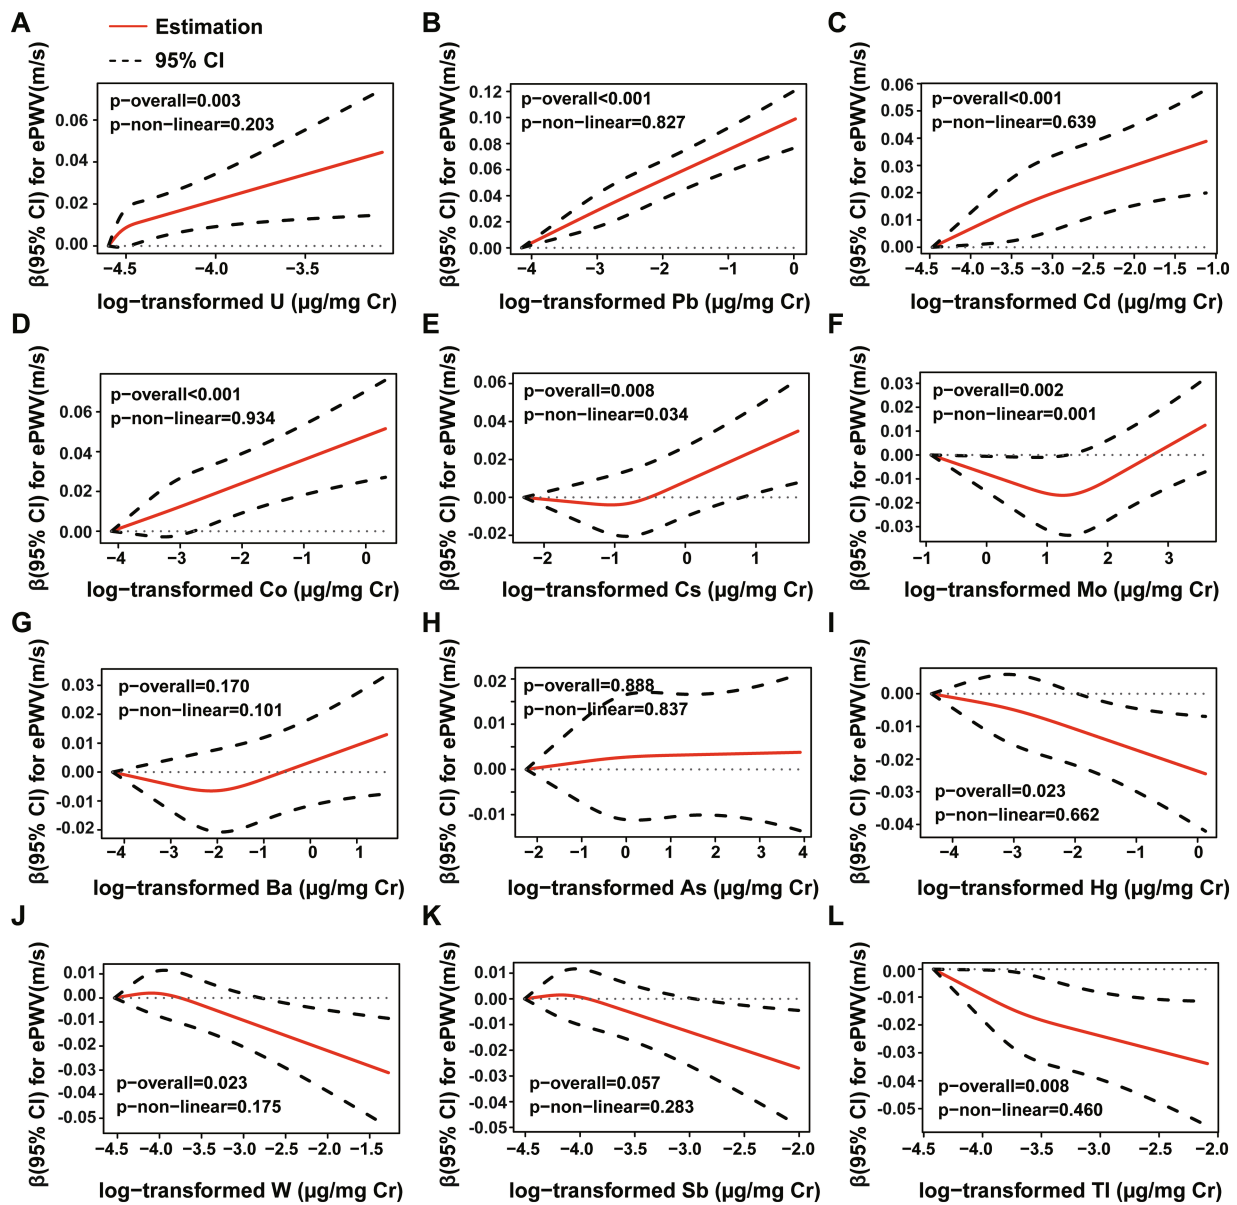 A
Estimation
95% CI
p−overall=0.003
p−non−linear=0.203
β(95% CI) for ePWV(m/s)
0.06
0.04
0.02
0.00
−4.5 −4.0 −3.5
log−transformed U (µg/mg Cr)
B
p−overall<0.001
p−non−linear=0.827
β(95% CI) for ePWV(m/s)
0.12
0.10
0.08
0.06
0.04
0.02
0.00
−4 −3 −2 −1 0
log−transformed Pb (µg/mg Cr)
C
p−overall<0.001
p−non−linear=0.639
β(95% CI) for ePWV(m/s)
0.06
0.05
0.04
0.03
0.02
0.01
0.00
−4.5 −4.0 −3.5 −3.0 −2.5 −2.0 −1.5 −1.0
log−transformed Cd (µg/mg Cr)
D
p−overall<0.001
p−non−linear=0.934
β(95% CI) for ePWV(m/s)
0.06
0.04
0.02
0.00
−4 −3 −2 −1 0
log−transformed Co (µg/mg Cr)
E
p−overall=0.008
p−non−linear=0.034
β(95% CI) for ePWV(m/s)
0.06
0.04
0.02
0.00
-0.02
−2 −1 0 1
log−transformed Cs (µg/mg Cr)
F
p−overall=0.002
p−non−linear=0.001
β(95% CI) for ePWV(m/s)
0.03
0.02
0.01
0.00
-0.01
-0.02
-0.03
−1 0 1 2 3
log−transformed Mo (µg/mg Cr)
G
p−overall=0.170
p−non−linear=0.101
β(95% CI) for ePWV(m/s)
0.03
0.02
0.01
0.00
-0.01
-0.02
−4 −3 −2 −1 0 1
log−transformed Ba (µg/mg Cr)
H
p−overall=0.888
p−non−linear=0.837
β(95% CI) for ePWV(m/s)
0.02
0.01
0.00
-0.01
−2 −1 0 1 2 3 4
log−transformed As (µg/mg Cr)
I
p−overall=0.023
p−non−linear=0.662
β(95% CI) for ePWV(m/s)
0.00
-0.01
-0.02
-0.03
-0.04
−4 −3 −2 −1 0
log−transformed Hg (µg/mg Cr)
J
p−overall=0.023
p−non−linear=0.175
β(95% CI) for ePWV(m/s)
0.01
0.00
-0.01
-0.02
-0.03
-0.04
-0.05
−4.5 −4.0 −3.5 −3.0 −2.5 −2.0 −1.5
log−transformed W (µg/mg Cr)
K
p−overall=0.057
p−non−linear=0.283
β(95% CI) for ePWV(m/s)
0.01
0.00
-0.01
-0.02
-0.03
-0.04
-0.05
−4.5 −4.0 −3.5 −3.0 −2.5 −2.0
log−transformed Sb (µg/mg Cr)
L
p−overall=0.008
p−non−linear=0.460
β(95% CI) for ePWV(m/s)
0.00
-0.01
-0.02
-0.03
-0.04
-0.05
−4.5 −4.0 −3.5 −3.0 −2.5 −2.0
log−transformed Tl (µg/mg Cr)